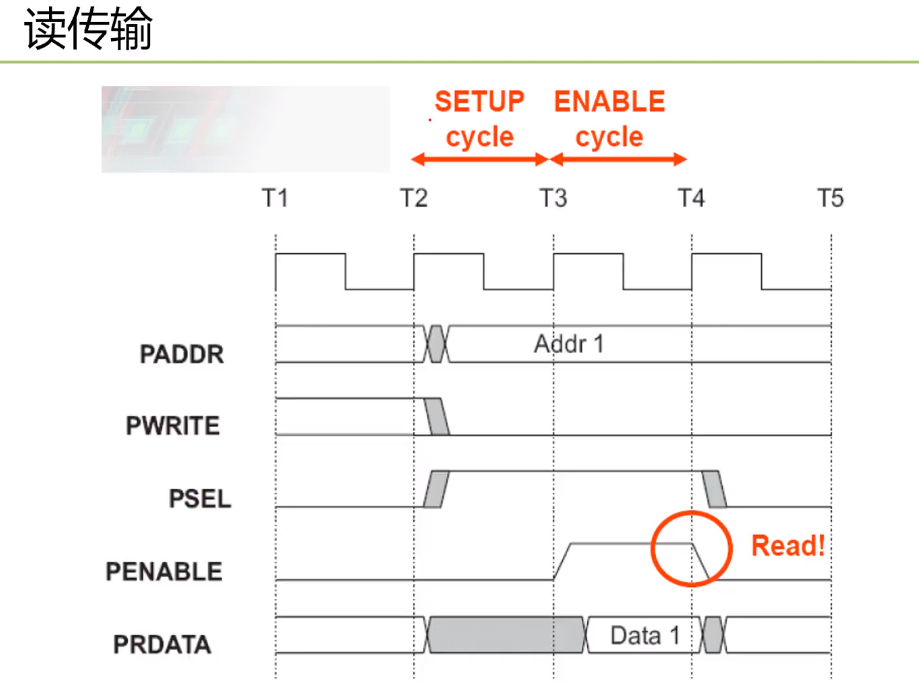 读传输
SETUP ENABLE
cycle cycle
T1 T2 T3 T4 T5
PADDR Addr 1
PWRITE
PSEL
Read!
PENABLE
PRDATA Data 1